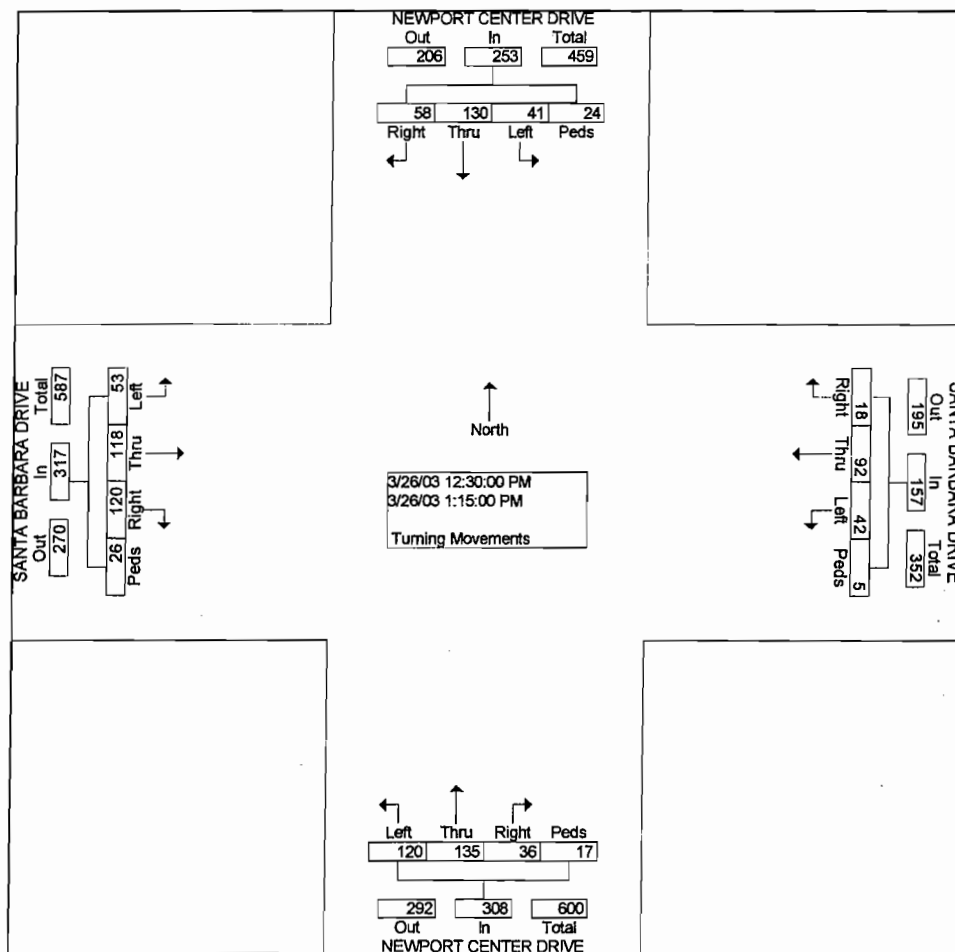 NEWPORT CENTER DRIVE
Out In Total
206 253 459
58 130 41 24
Right Thru Left Peds
SANTA BARBARA DRIVE
Out In Total
270 317 587
53 118 120 26
Left Thru Right Peds
North
3/26/03 12:30:00 PM
3/26/03 1:15:00 PM
Turning Movements
Right Thru Left Peds
18 92 42 5
Out In Total
195 157 352
SANTA BARBARA DRIVE
Left Thru Right Peds
120 135 36 17
292 308 600
Out In Total
NEWPORT CENTER DRIVE